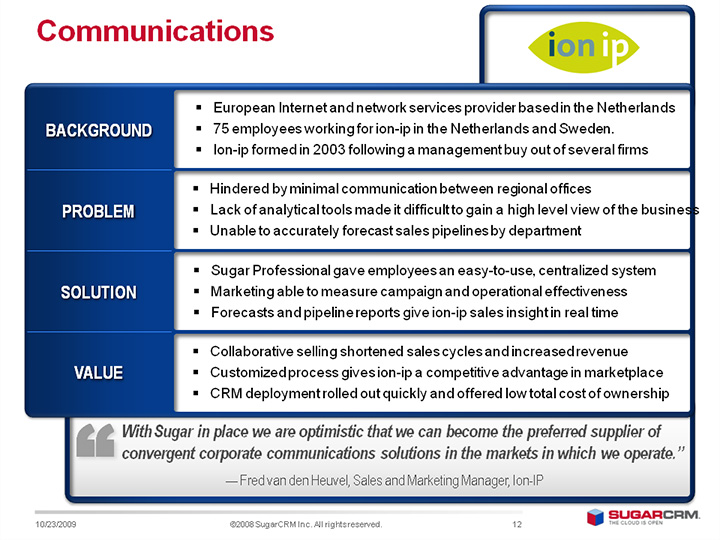 Communications
ion ip
BACKGROUND
▪ European Internet and network services provider based in the Netherlands
▪ 75 employees working for ion-ip in the Netherlands and Sweden.
▪ Ion-ip formed in 2003 following a management buy out of several firms
PROBLEM
▪ Hindered by minimal communication between regional offices
▪ Lack of analytical tools made it difficult to gain a high level view of the business
▪ Unable to accurately forecast sales pipelines by department
SOLUTION
▪ Sugar Professional gave employees an easy-to-use, centralized system
▪ Marketing able to measure campaign and operational effectiveness
▪ Forecasts and pipeline reports give ion-ip sales insight in real time
VALUE
▪ Collaborative selling shortened sales cycles and increased revenue
▪ Customized process gives ion-ip a competitive advantage in marketplace
▪ CRM deployment rolled out quickly and offered low total cost of ownership
“With Sugar in place we are optimistic that we can become the preferred supplier of
convergent corporate communications solutions in the markets in which we operate.”
— Fred van den Heuvel, Sales and Marketing Manager, Ion-IP
10/23/2009 ©2008 SugarCRM Inc. All rights reserved. 12
SUGARCRM.
THE CLOUD IS OPEN